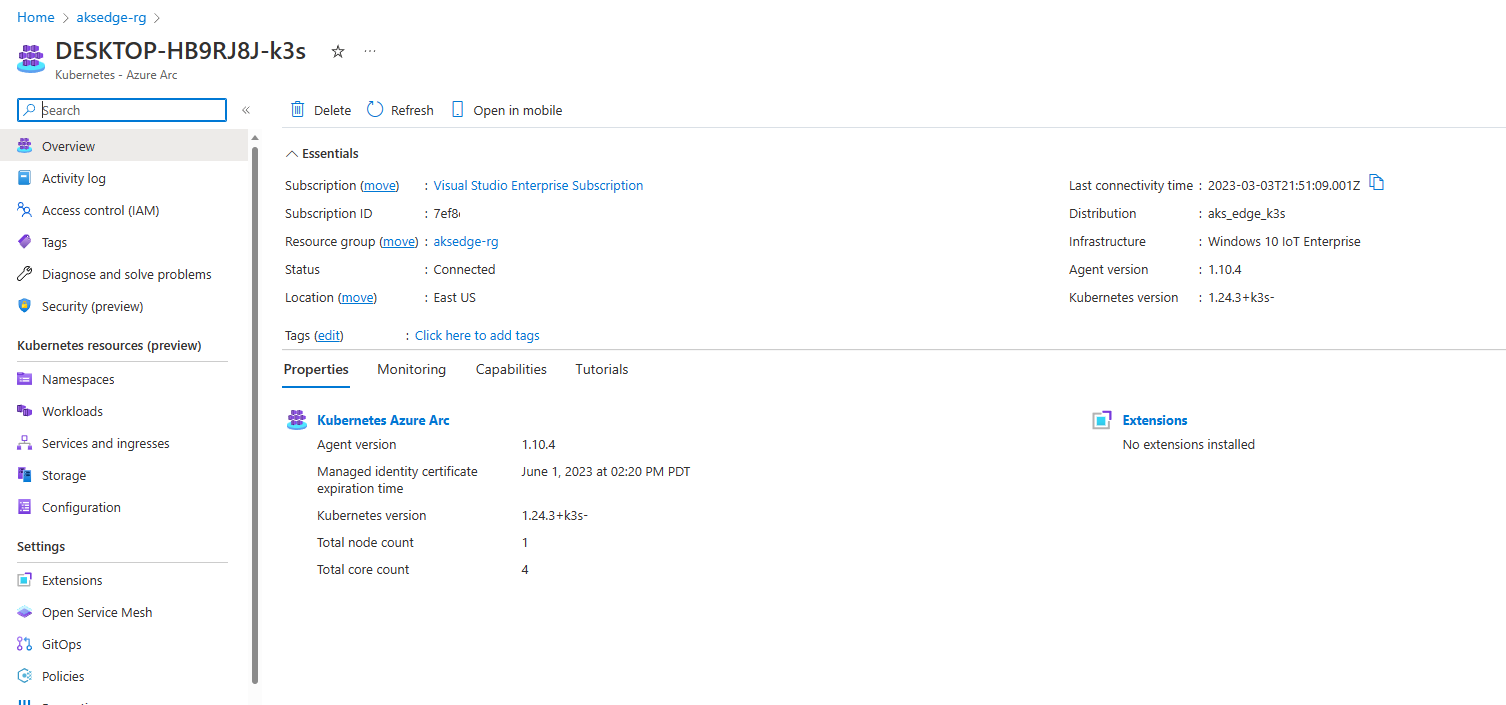 Home > aksedge-rg >
DESKTOP-HB9RJ8J-k3s
Kubernetes - Azure Arc
Search
Overview
Activity log
Access control (IAM)
Tags
Diagnose and solve problems
Security (preview)
Kubernetes resources (preview)
Namespaces
Workloads
Services and ingresses
Storage
Configuration
Settings
Extensions
Open Service Mesh
GitOps
Policies
Delete Refresh Open in mobile
Essentials
Subscription (move) : Visual Studio Enterprise Subscription
Subscription ID : 7ef8
Resource group (move) : aksedge-rg
Status : Connected
Location (move) : East US
Last connectivity time : 2023-03-03T21:51:09.001Z
Distribution : aks_edge_k3s
Infrastructure : Windows 10 IoT Enterprise
Agent version : 1.10.4
Kubernetes version : 1.24.3+k3s-
Tags (edit) : Click here to add tags
Properties Monitoring Capabilities Tutorials
Kubernetes Azure Arc
Agent version 1.10.4
Managed identity certificate June 1, 2023 at 02:20 PM PDT
expiration time
Kubernetes version 1.24.3+k3s-
Total node count 1
Total core count 4
Extensions
No extensions installed